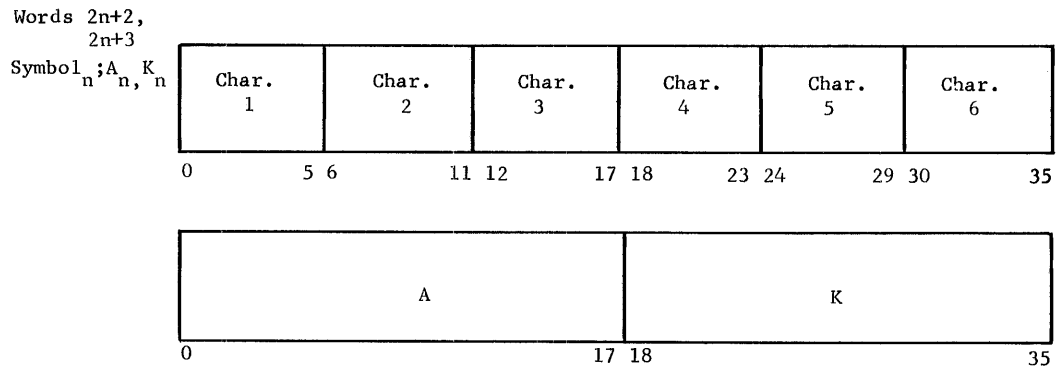 Words 2n+2,
2n+3
Symbol_n;A_n,K_n
Char. Char. Char. Char. Char. Char.
1 2 3 4 5 6
0 5 6 11 12 17 18 23 24 29 30 35
A K
0 17 18 35